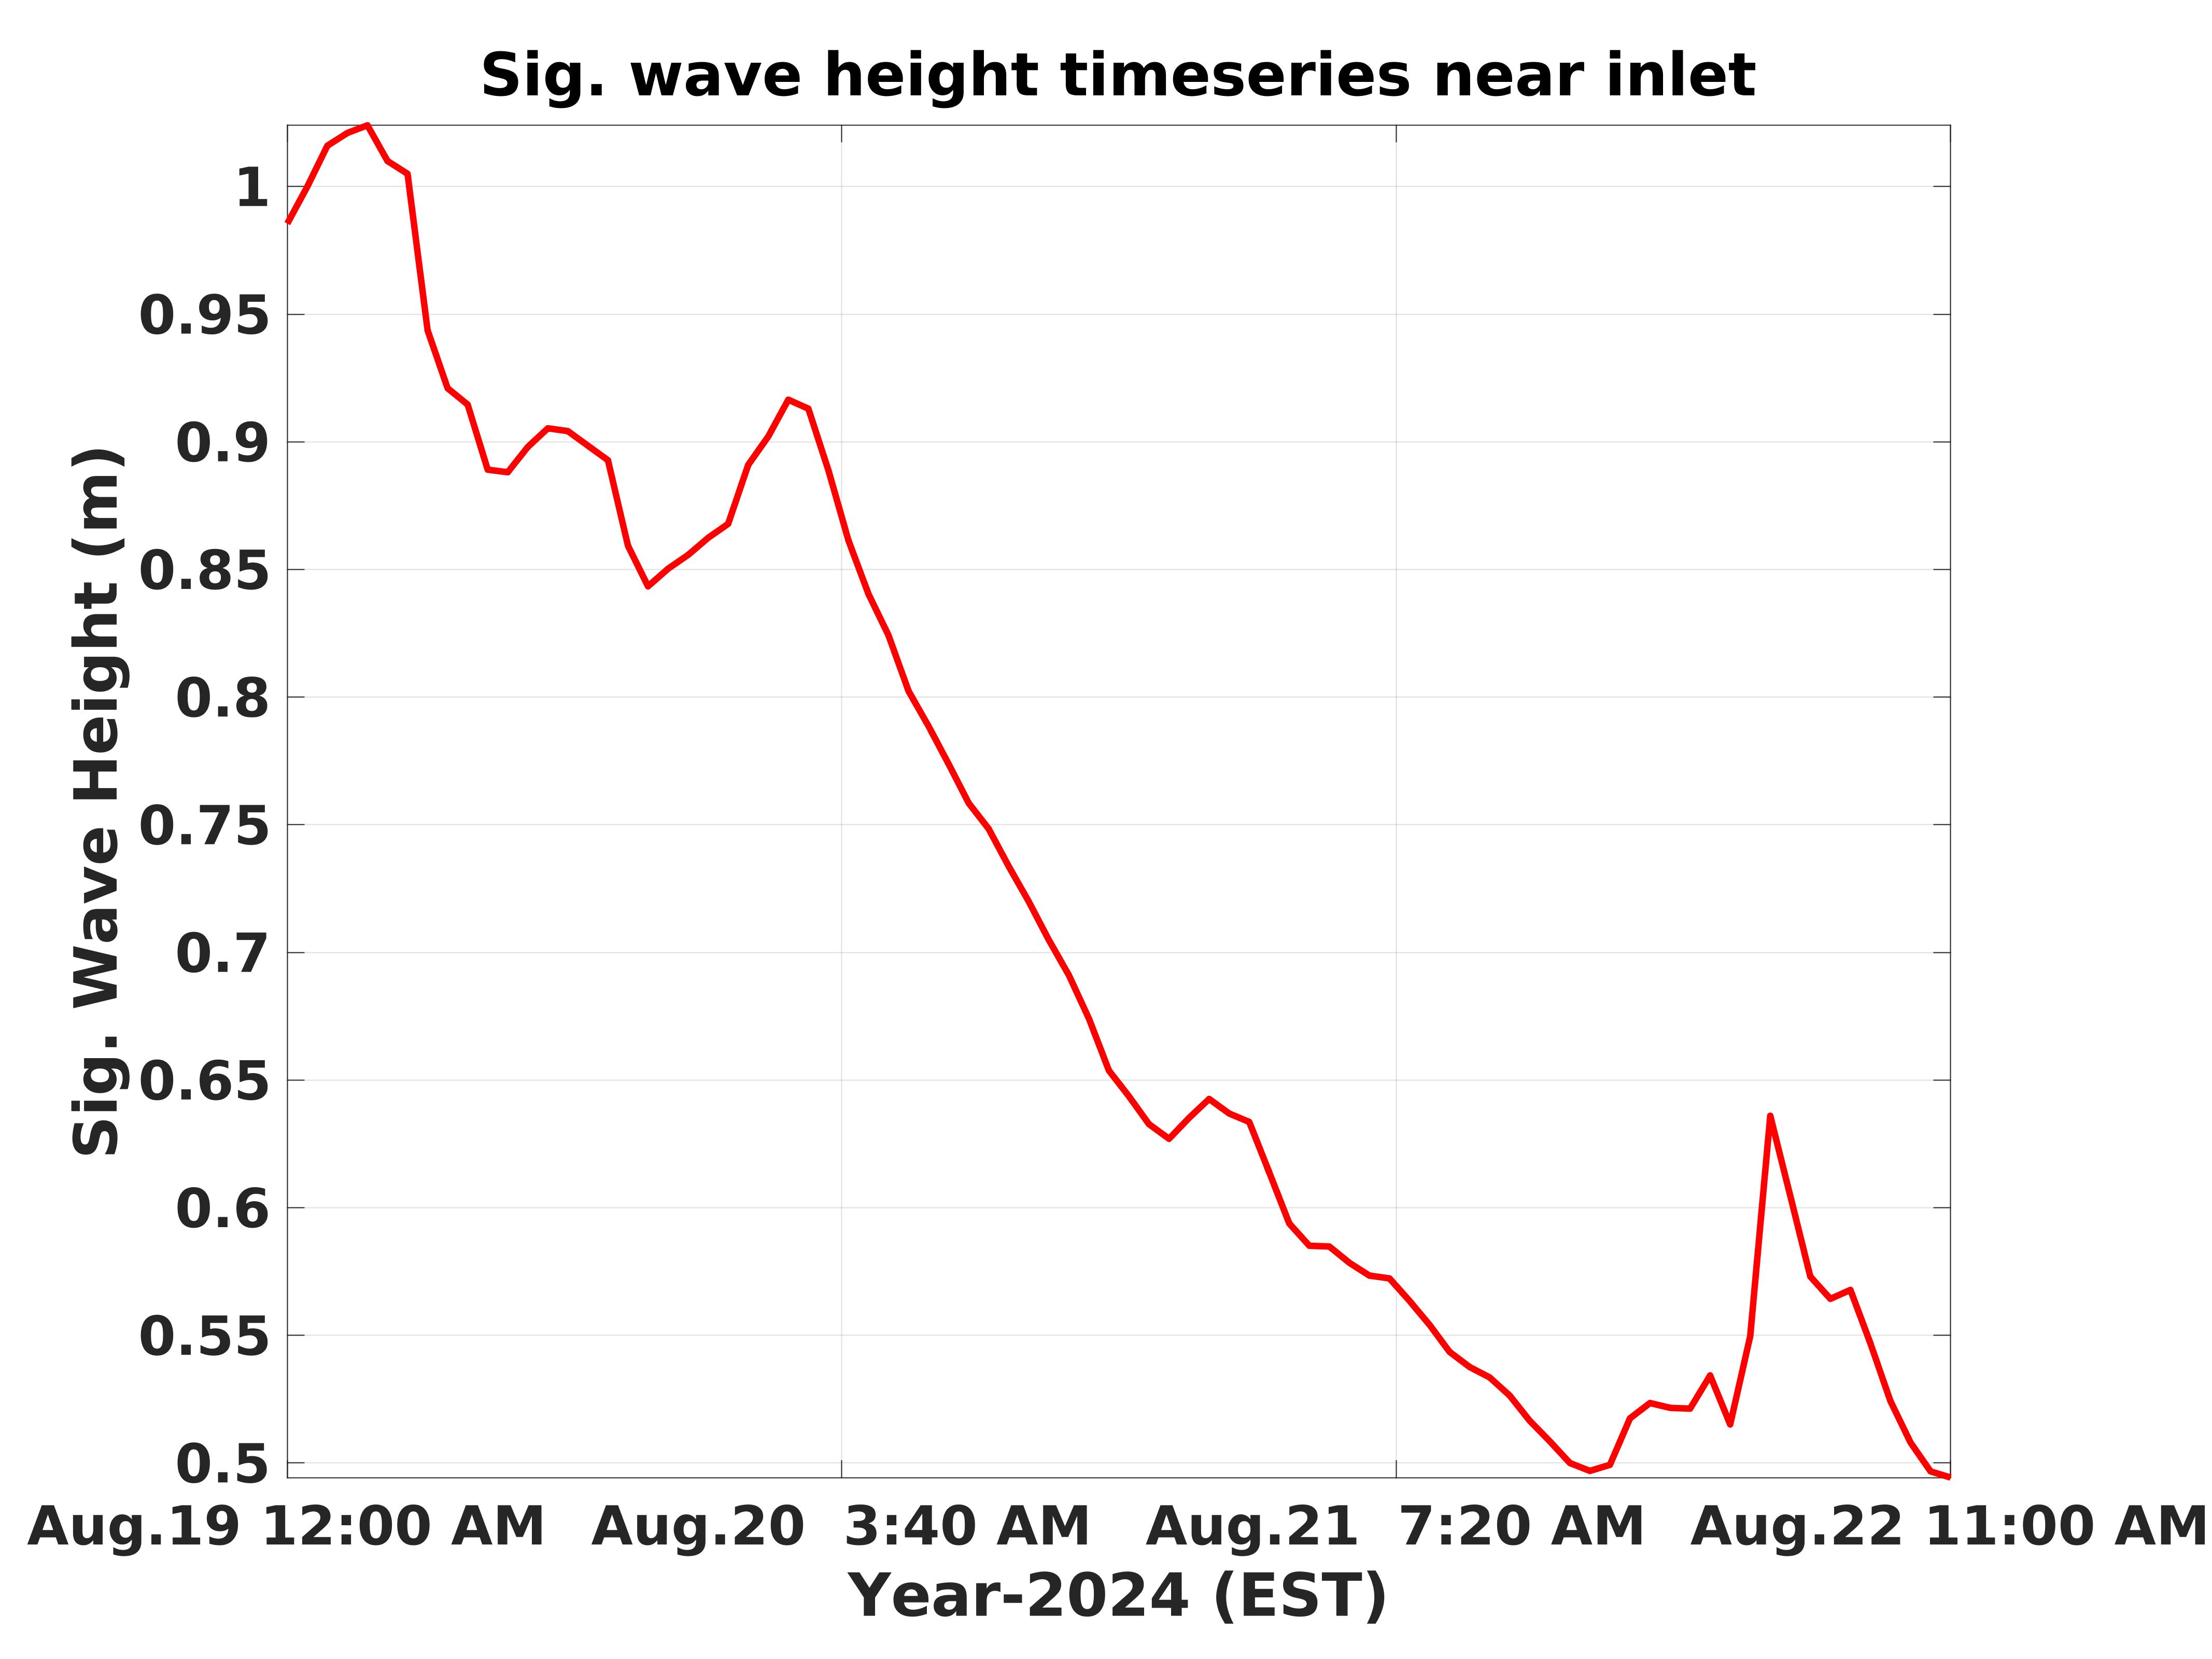 Sig. wave height timeseries near inlet
Sig. Wave Height (m)
1
0.95
0.9
0.85
0.8
0.75
0.7
0.65
0.6
0.55
0.5
Aug.19 12:00 AM Aug.20 3:40 AM Aug.21 7:20 AM Aug.22 11:00 AM
Year-2024 (EST)